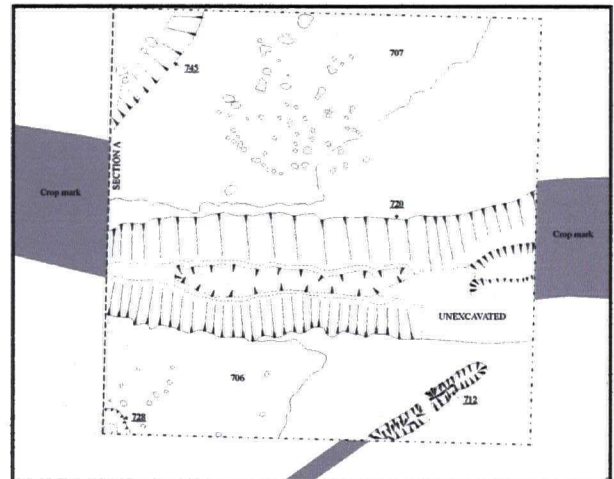 707
745
SECTION A
Crop mark
720
Crop mark
UNEXCAVATED
706
712
728